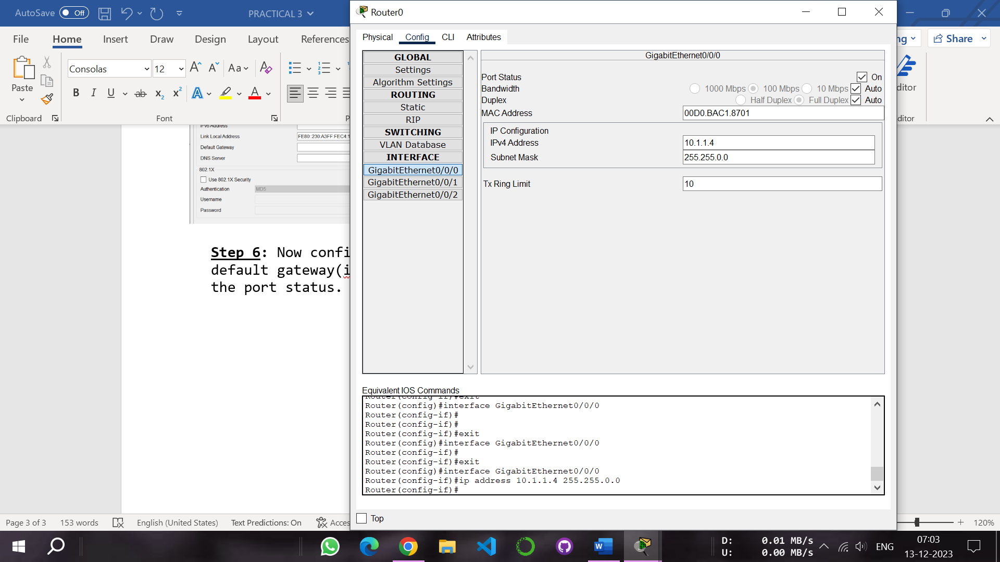 AutoSave Off
PRACTICAL 3
File Home Insert Draw Design Layout References
Share
Consolas 12
Aa
Paste
Clipboard
Font
ditor
ditor
Link Local Address FE80::230:A3FF:FEC4:1
Default Gateway
DNS Server
802.1X
Use 802.1X Security
Authentication MD5
Username
Password
Step 6: Now confi
default gateway(i
the port status.
Router0
Physical Config CLI Attributes
GLOBAL
Settings
Algorithm Settings
ROUTING
Static
RIP
SWITCHING
VLAN Database
INTERFACE
GigabitEthernet0/0/0
GigabitEthernet0/0/1
GigabitEthernet0/0/2
GigabitEthernet0/0/0
Port Status On
Bandwidth 1000 Mbps 100 Mbps 10 Mbps Auto
Duplex Half Duplex Full Duplex Auto
MAC Address 00D0.BAC1.8701
IP Configuration
IPv4 Address 10.1.1.4
Subnet Mask 255.255.0.0
Tx Ring Limit 10
Equivalent IOS Commands
Router(config-if)#exit
Router(config)#interface GigabitEthernet0/0/0
Router(config-if)#
Router(config-if)#
Router(config-if)#exit
Router(config)#interface GigabitEthernet0/0/0
Router(config-if)#
Router(config-if)#exit
Router(config)#interface GigabitEthernet0/0/0
Router(config-if)#ip address 10.1.1.4 255.255.0.0
Router(config-if)#
Top
Page 3 of 3 153 words English (United States) Text Predictions: On Acces
120%
D: 0.01 MB/s
U: 0.00 MB/s
ENG
07:03
13-12-2023